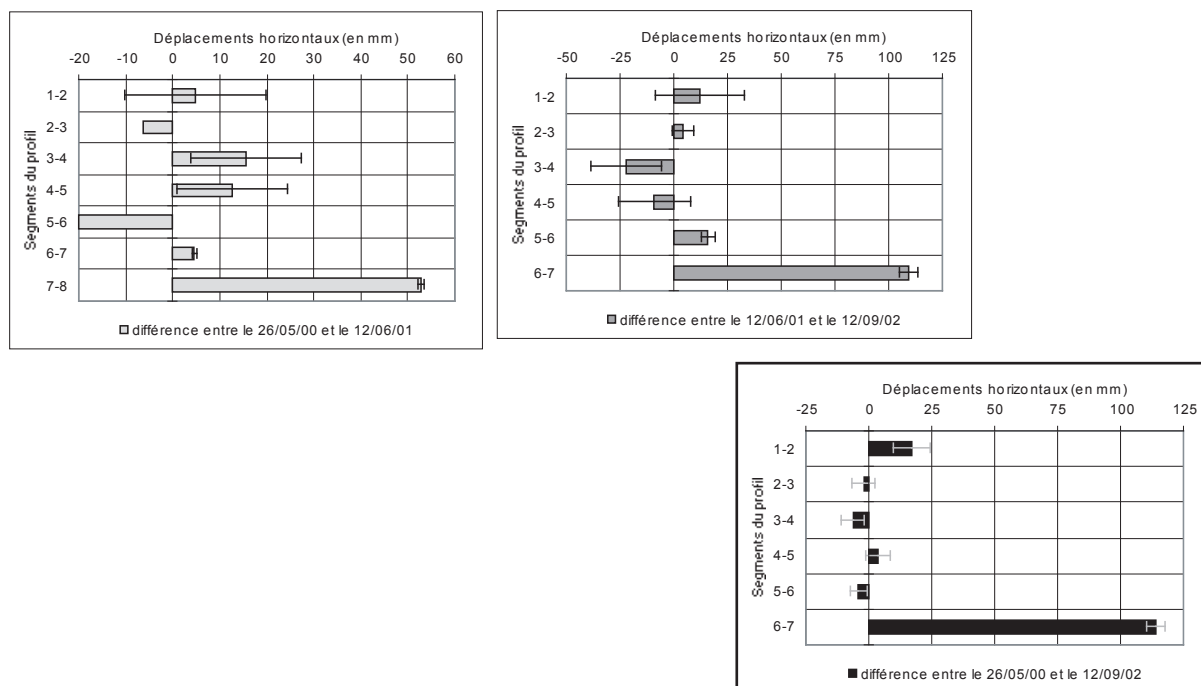 Déplacements horizontaux (en mm)
-20 -10 0 10 20 30 40 50 60
Segments du profil
1-2
2-3
3-4
4-5
5-6
6-7
7-8
différence entre le 26/05/00 et le 12/06/01
Déplacements horizontaux (en mm)
-50 -25 0 25 50 75 100 125
Segments du profil
1-2
2-3
3-4
4-5
5-6
6-7
différence entre le 12/06/01 et le 12/09/02
Déplacements horizontaux (en mm)
-25 0 25 50 75 100 125
Segments du profil
1-2
2-3
3-4
4-5
5-6
6-7
différence entre le 26/05/00 et le 12/09/02